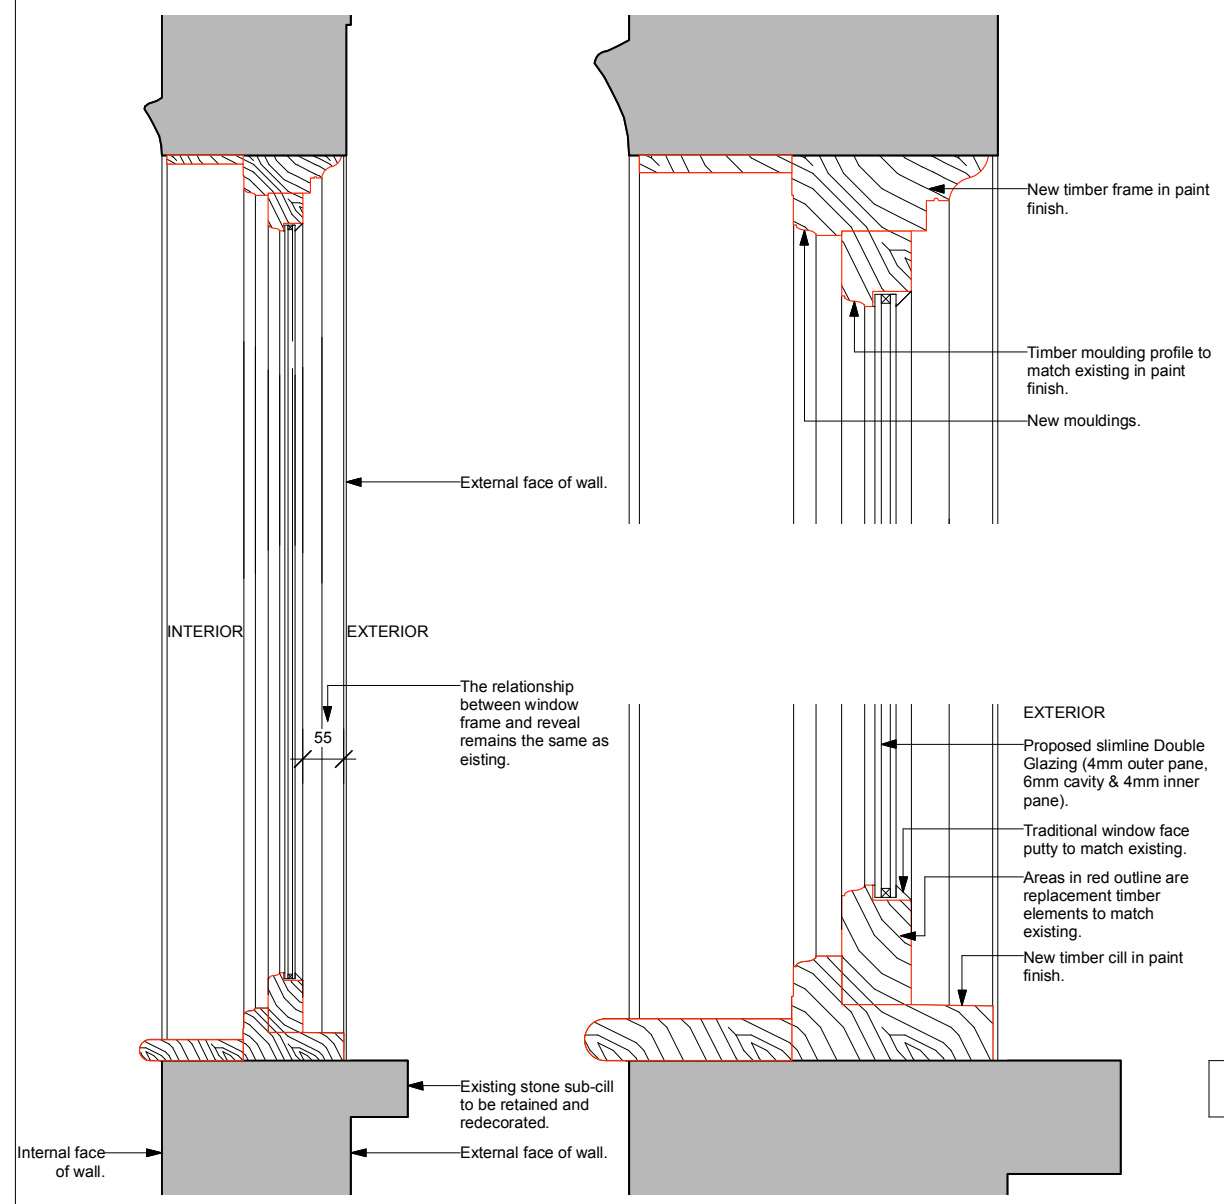 New timber frame in paint
finish.
Timber moulding profile to
match existing in paint
finish.
New mouldings.
External face of wall.
INTERIOR
EXTERIOR
The relationship
between window
frame and reveal
remains the same as
eisting.
55
EXTERIOR
Proposed slimline Double
Glazing (4mm outer pane,
6mm cavity & 4mm inner
pane).
Traditional window face
putty to match existing.
Areas in red outline are
replacement timber
elements to match
existing.
New timber cill in paint
finish.
Existing stone sub-cill
to be retained and
redecorated.
Internal face
of wall.
External face of wall.